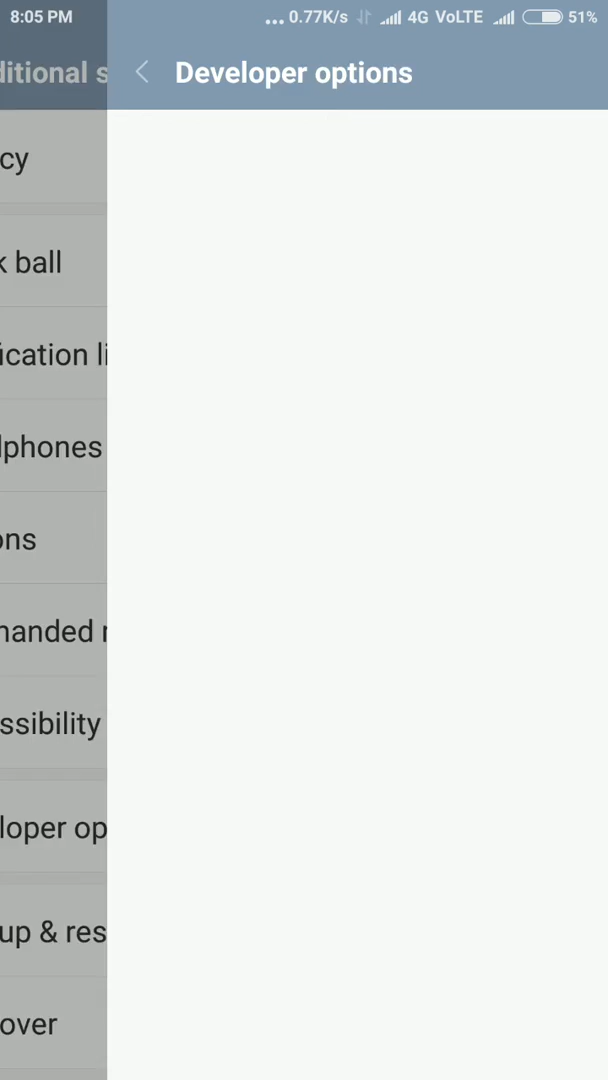 8:05 PM ... 0.77K/s 4G VoLTE 51%
ditional s
Developer options
cy
k ball
ication li
dphones
ons
handed
ssibility
loper op
up & res
over